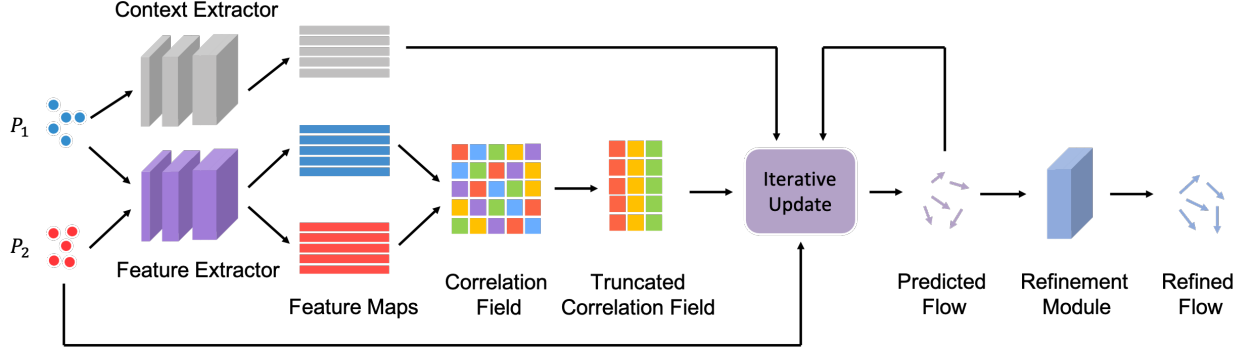 Context Extractor
P1
P2
Feature Extractor
Feature Maps
Correlation
Field
Truncated
Correlation Field
Iterative
Update
Predicted
Flow
Refinement
Module
Refined
Flow